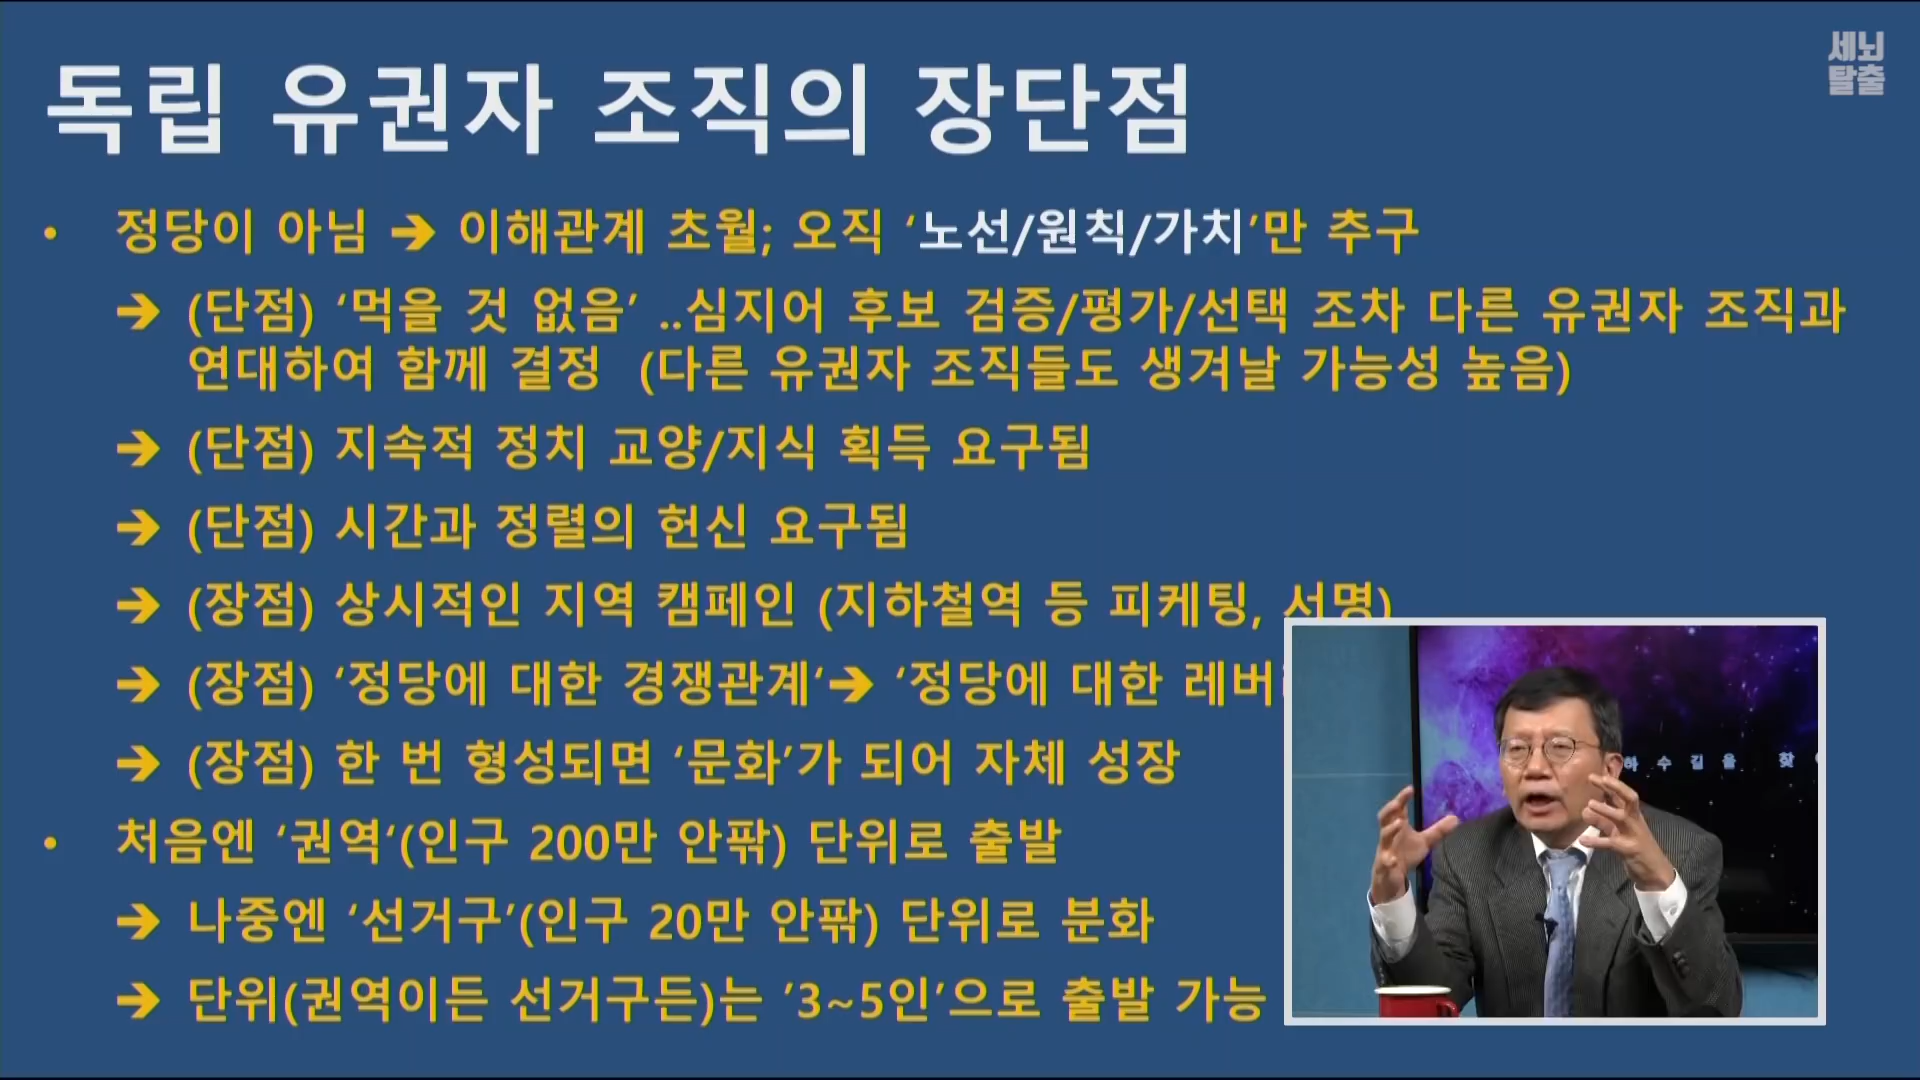 세뇌
탈출
독립 유권자 조직의 장단점
• 정당이 아님 ➔ 이해관계 초월; 오직 ‘노선/원칙/가치’만 추구
➔ (단점) ‘먹을 것 없음’ ..심지어 후보 검증/평가/선택 조차 다른 유권자 조직과
연대하여 함께 결정 (다른 유권자 조직들도 생겨날 가능성 높음)
➔ (단점) 지속적 정치 교양/지식 획득 요구됨
➔ (단점) 시간과 정렬의 헌신 요구됨
➔ (장점) 상시적인 지역 캠페인 (지하철역 등 피케팅, 서명)
➔ (장점) ‘정당에 대한 경쟁관계‘➔ ‘정당에 대한
➔ (장점) 한 번 형성되면 ‘문화’가 되어 자체 성장
• 처음엔 ‘권역‘(인구 200만 안팎) 단위로 출발
➔ 나중엔 ‘선거구’(인구 20만 안팎) 단위로 분화
➔ 단위(권역이든 선거구든)는 ’3~5인’으로 출발 가능
하 수 길 을 찾